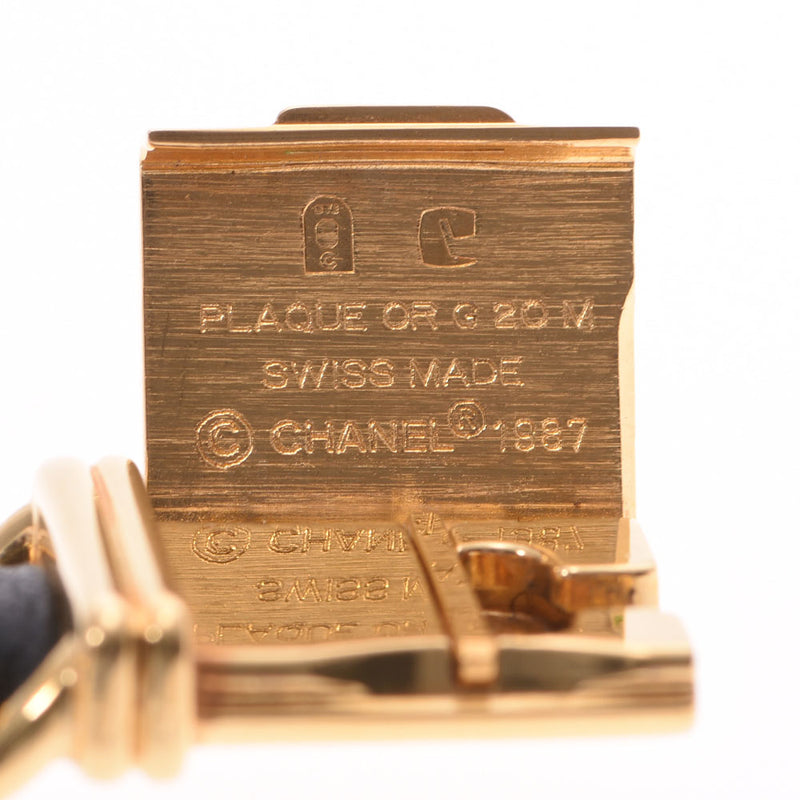 PLAQUE OR G 20 M
SWISS MADE
© CHANEL® 1987